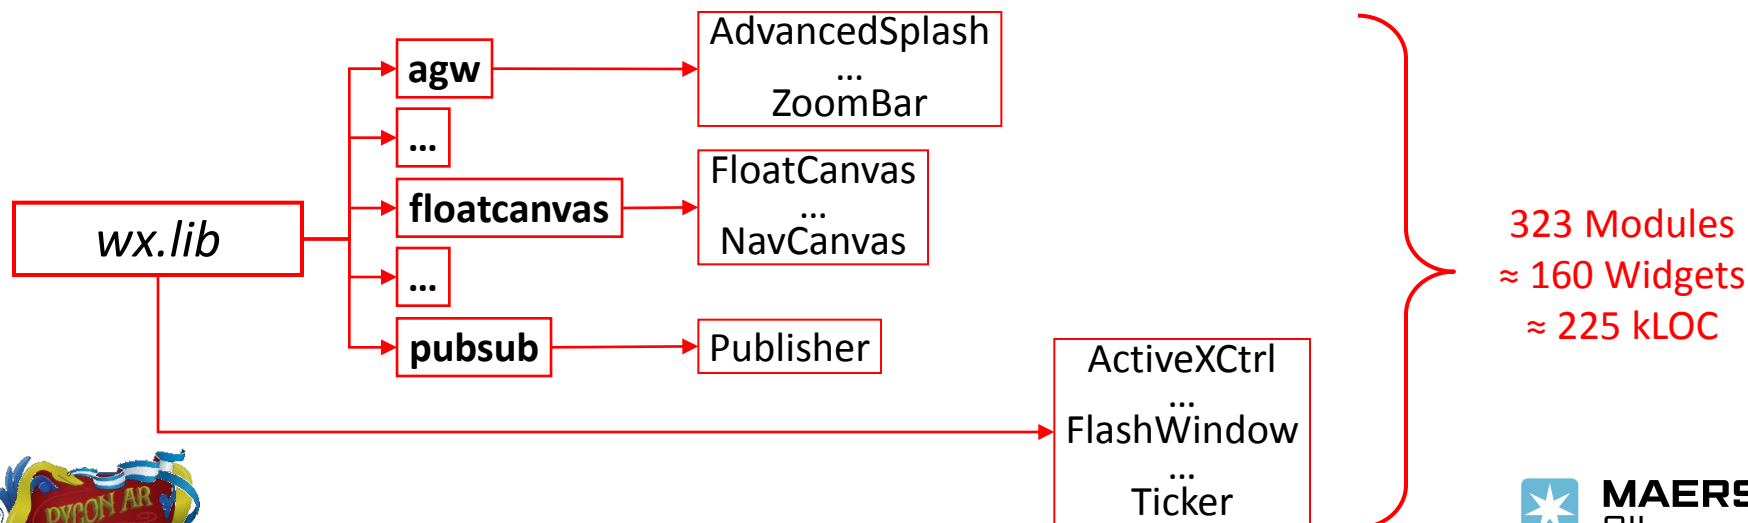 AdvancedSplash
...
ZoomBar
agw
...
FloatCanvas
...
NavCanvas
floatcanvas
wx.lib
...
pubsub
Publisher
323 Modules
≈ 160 Widgets
≈ 225 kLOC
ActiveXCtrl
...
FlashWindow
...
Ticker
PYCON AR
MAERS